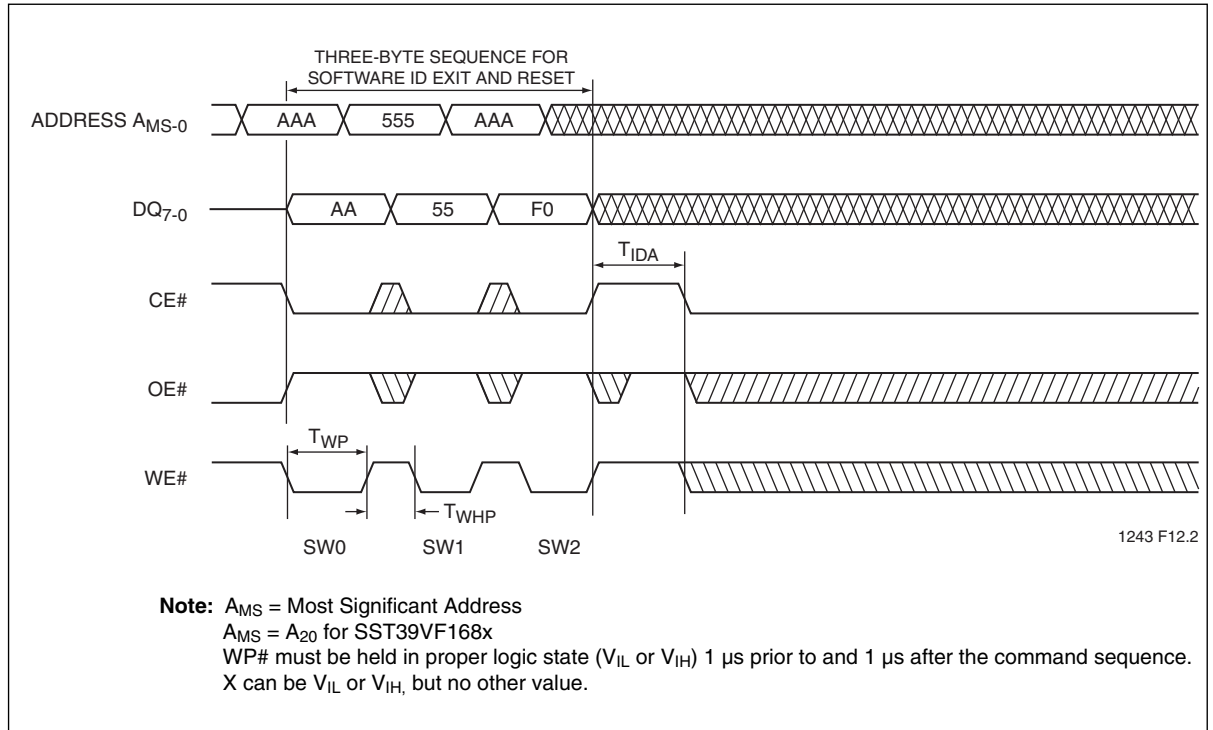 THREE-BYTE SEQUENCE FOR
SOFTWARE ID EXIT AND RESET
ADDRESS AMS-0
AAA 555 AAA
DQ7-0
AA 55 F0
TIDA
CE#
OE#
TWP
WE#
TWHP
SW0 SW1 SW2
1243 F12.2
Note: AMS = Most Significant Address
AMS = A20 for SST39VF168x
WP# must be held in proper logic state (VIL or VIH) 1 µs prior to and 1 µs after the command sequence.
X can be VIL or VIH, but no other value.